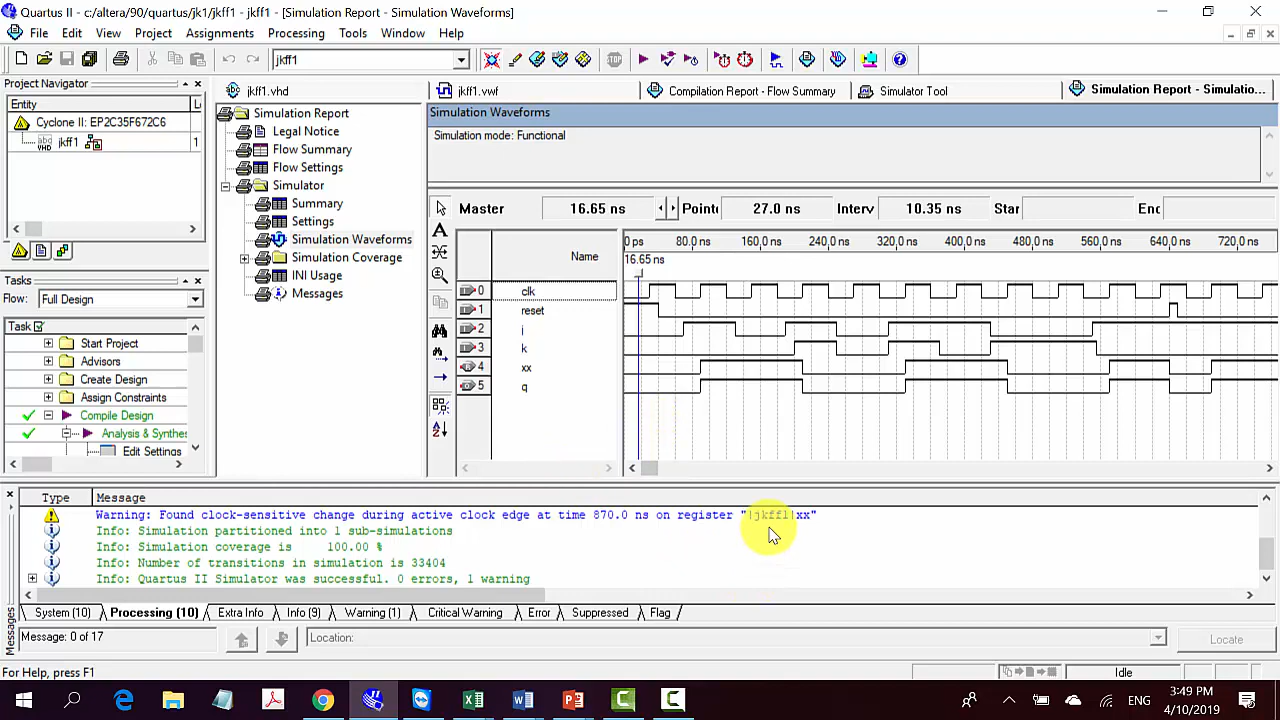 Quartus II - c:/altera/90/quartus/jk1/jkff1 - jkff1 - [Simulation Report - Simulation Waveforms]
File Edit View Project Assignments Processing Tools Window Help
jkff1
Project Navigator
Entity
Cyclone II: EP2C35F672C6
jkff1 1
Tasks
Flow: Full Design
Task
Start Project
Advisors
Create Design
Assign Constraints
Compile Design
Analysis & Synthes
Edit Settings
jkff1.vhd
jkff1.vwf
Compilation Report - Flow Summary
Simulator Tool
Simulation Report - Simulatio...
Simulation Report
Legal Notice
Flow Summary
Flow Settings
Simulator
Summary
Settings
Simulation Waveforms
Simulation Coverage
INI Usage
Messages
Simulation Waveforms
Simulation mode: Functional
Master 16.65 ns Pointe 27.0 ns Interv 10.35 ns Star Enc
Name
0 ps 80.0 ns 160.0 ns 240.0 ns 320.0 ns 400.0 ns 480.0 ns 560.0 ns 640.0 ns 720.0 ns
16.65 ns
0 clk
1 reset
2 j
3 k
4 xx
5 q
Type Message
Warning: Found clock-sensitive change during active clock edge at time 870.0 ns on register "|jkff1|xx"
Info: Simulation partitioned into 1 sub-simulations
Info: Simulation coverage is 100.00 %
Info: Number of transitions in simulation is 33404
Info: Quartus II Simulator was successful. 0 errors, 1 warning
System (10) Processing (10) Extra Info Info (9) Warning (1) Critical Warning Error Suppressed Flag
Messages
Message: 0 of 17
Location:
Locate
For Help, press F1
Idle
ENG
3:49 PM
4/10/2019